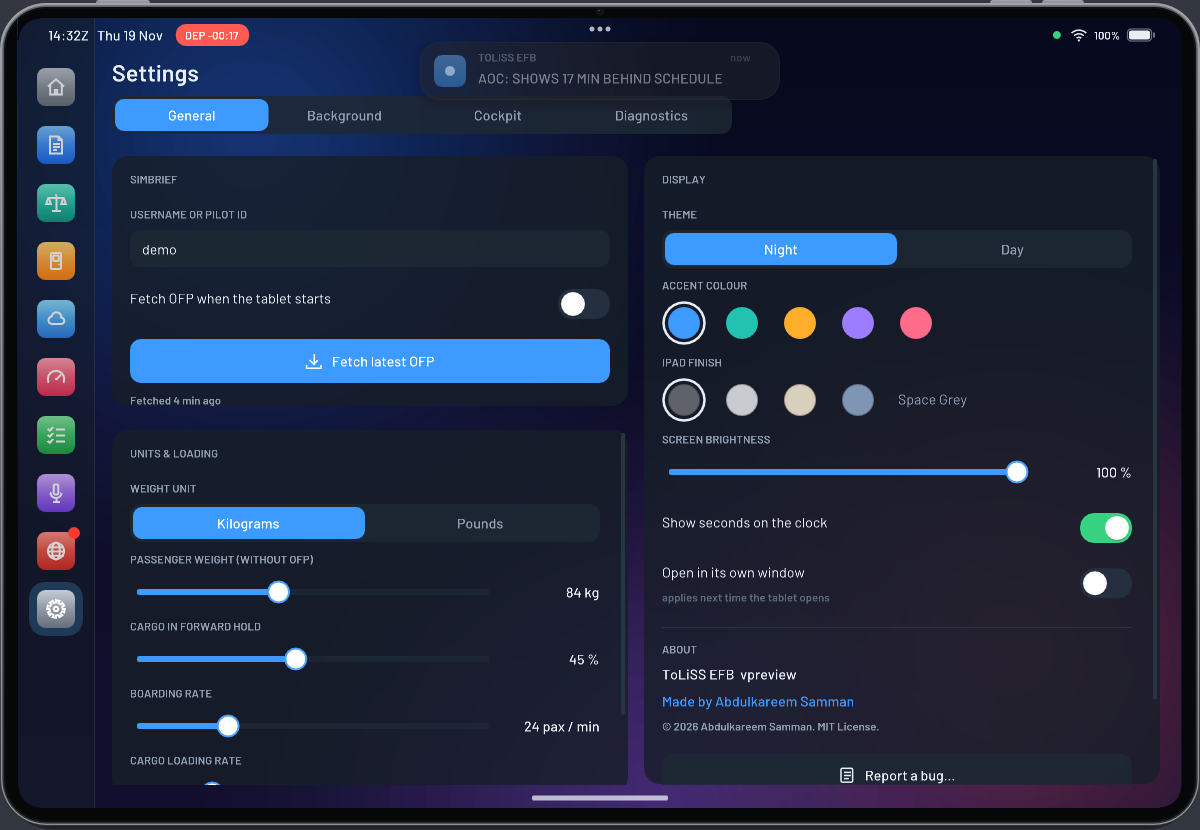 14:32Z Thu 19 Nov DEP -00:17
100%
TOLISS EFB now
AOC: SHOWS 17 MIN BEHIND SCHEDULE
Settings
General Background Cockpit Diagnostics
SIMBRIEF
USERNAME OR PILOT ID
demo
Fetch OFP when the tablet starts
Fetch latest OFP
Fetched 4 min ago
UNITS & LOADING
WEIGHT UNIT
Kilograms Pounds
PASSENGER WEIGHT (WITHOUT OFP)
84 kg
CARGO IN FORWARD HOLD
45 %
BOARDING RATE
24 pax / min
CARGO LOADING RATE
DISPLAY
THEME
Night Day
ACCENT COLOUR
IPAD FINISH
Space Grey
SCREEN BRIGHTNESS
100 %
Show seconds on the clock
Open in its own window
applies next time the tablet opens
ABOUT
ToLiSS EFB vpreview
Made by Abdulkareem Samman
© 2026 Abdulkareem Samman. MIT License.
Report a bug...